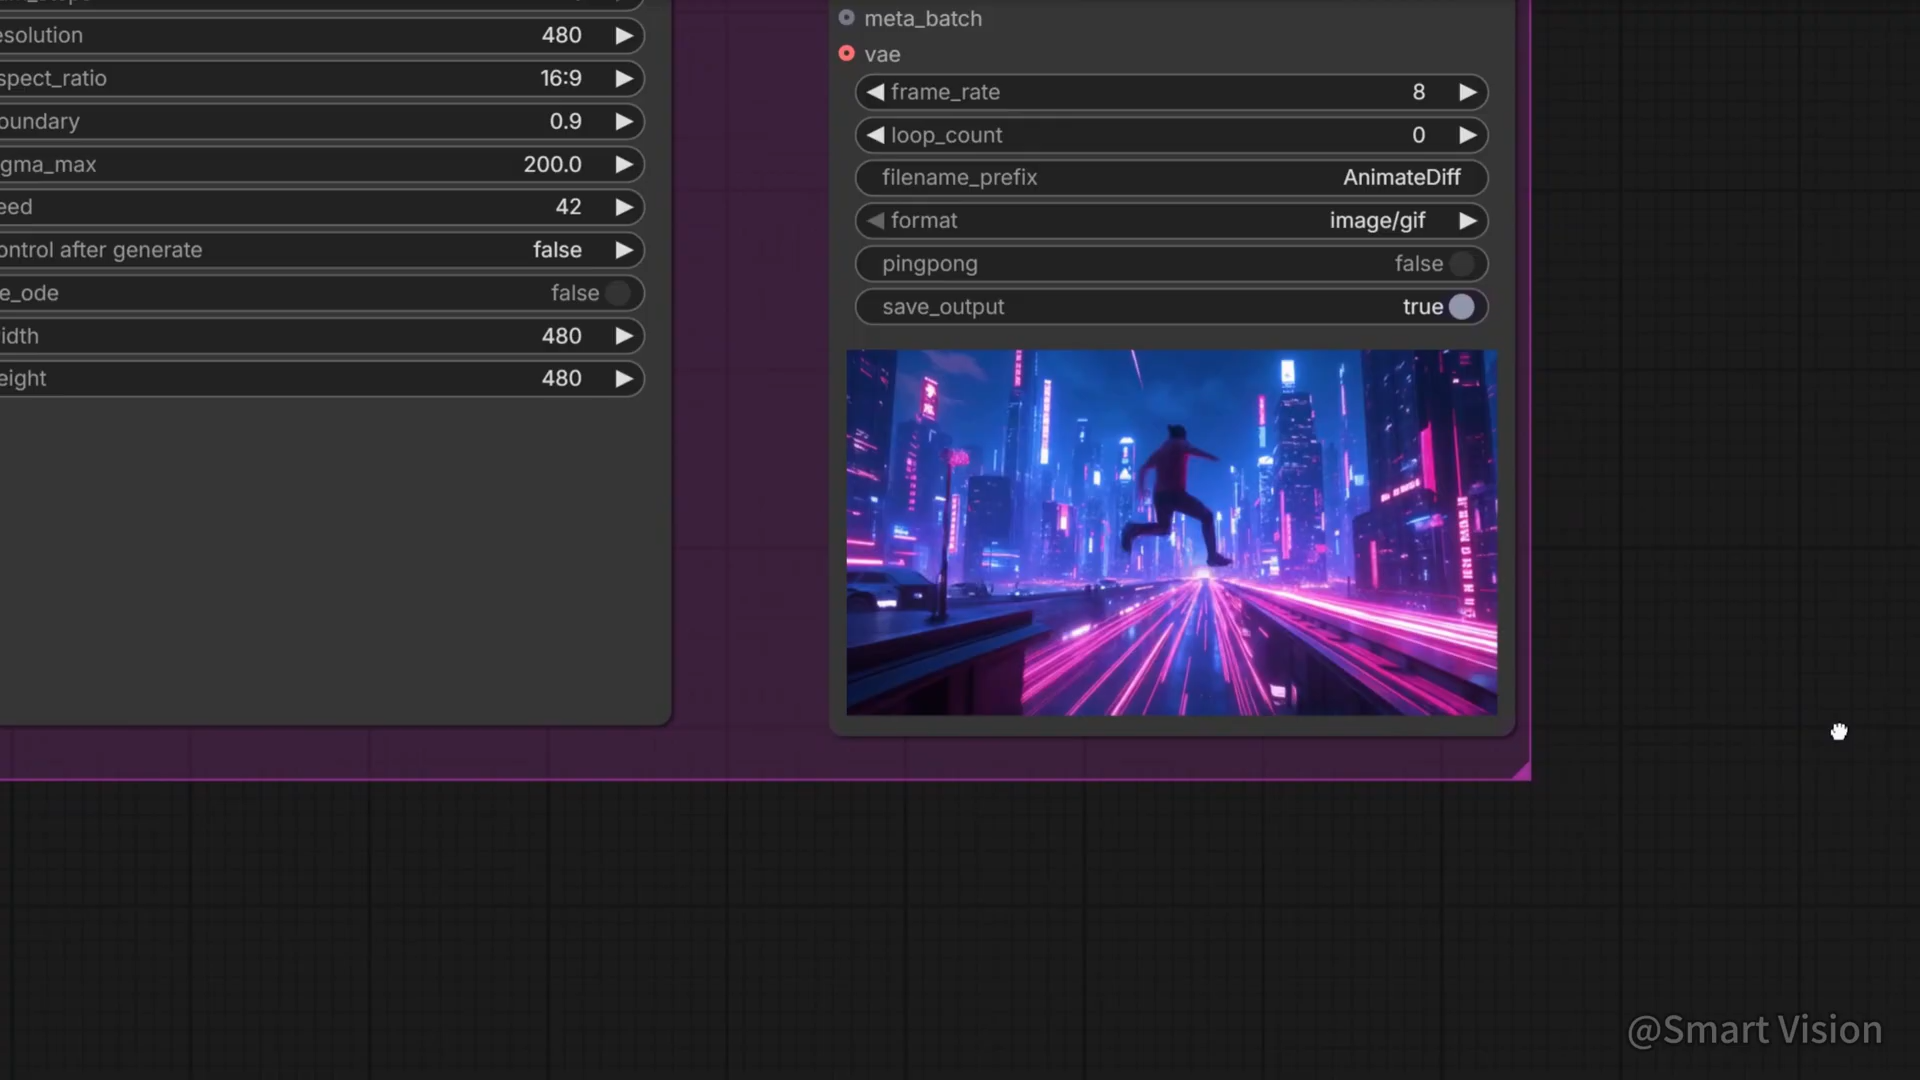 esolution 480
spect_ratio 16:9
oundary 0.9
gma_max 200.0
eed 42
ontrol after generate false
e_ode false
idth 480
eight 480
meta_batch
vae
frame_rate 8
loop_count 0
filename_prefix AnimateDiff
format image/gif
pingpong false
save_output true
@Smart Vision